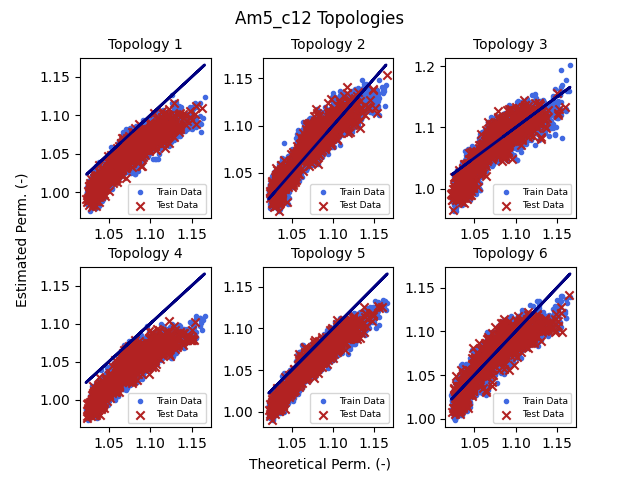 Am5_c12 Topologies
Topology 1
Topology 2
Topology 3
1.15
1.10
1.05
1.00
1.15
1.10
1.05
1.2
1.1
1.0
Train Data
Test Data
Train Data
Test Data
Train Data
Test Data
1.05 1.10 1.15
1.05 1.10 1.15
1.05 1.10 1.15
Estimated Perm. (-)
Topology 4
Topology 5
Topology 6
1.15
1.10
1.05
1.00
1.15
1.10
1.05
1.00
1.15
1.10
1.05
1.00
Train Data
Test Data
Train Data
Test Data
Train Data
Test Data
1.05 1.10 1.15
1.05 1.10 1.15
1.05 1.10 1.15
Theoretical Perm. (-)